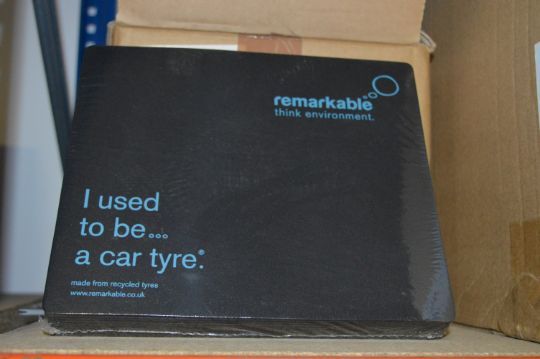 remarkable®
think environment.
I used
to be...
a car tyre.®
made from recycled tyres
www.remarkable.co.uk